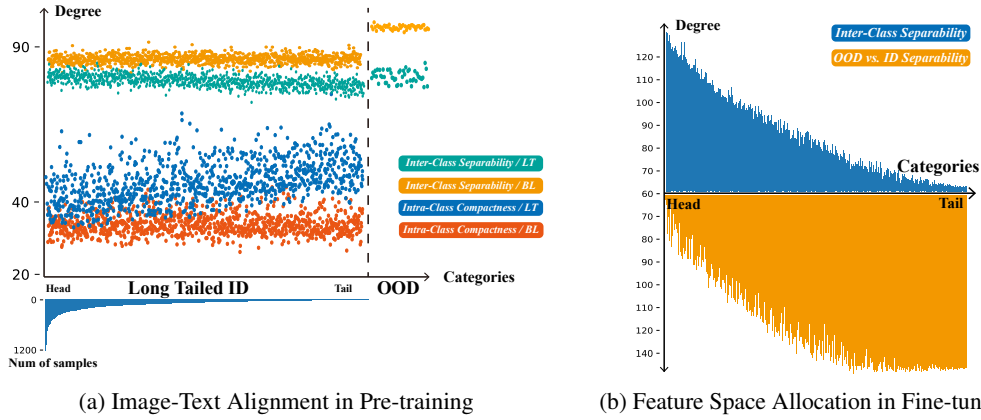 Degree
90
40
20
Inter-Class Separability / LT
Inter-Class Separability / BL
Intra-Class Compactness / LT
Intra-Class Compactness / BL
Categories
Head
Long Tailed ID
Tail
OOD
0
1200
Num of samples
(a) Image-Text Alignment in Pre-training
Degree
Inter-Class Separability
OOD vs. ID Separability
120
110
100
90
80
70
60
Categories
Head
Tail
70
80
90
100
110
120
130
140
(b) Feature Space Allocation in Fine-tun